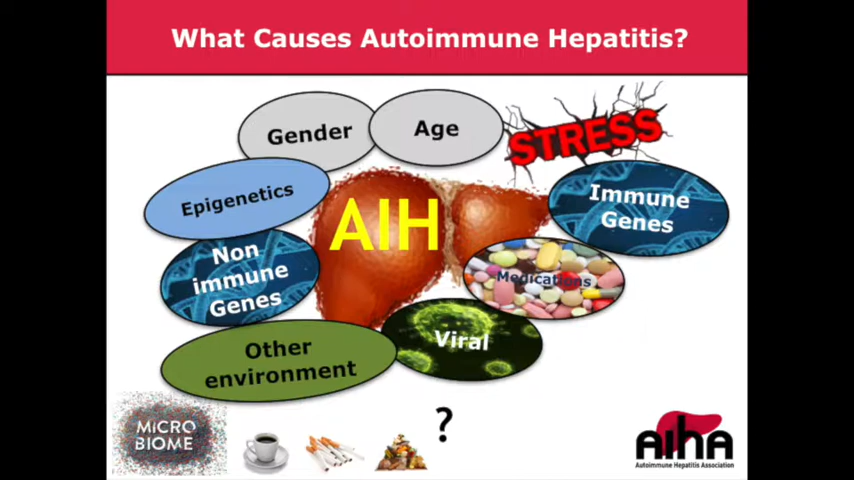 What Causes Autoimmune Hepatitis?
Gender
Age
STRESS
Epigenetics
AIH
Immune
Genes
Non
immune
Genes
Medications
Viral
Other
environment
MICRO
BIOME
?
AIHA
Autoimmune Hepatitis Association